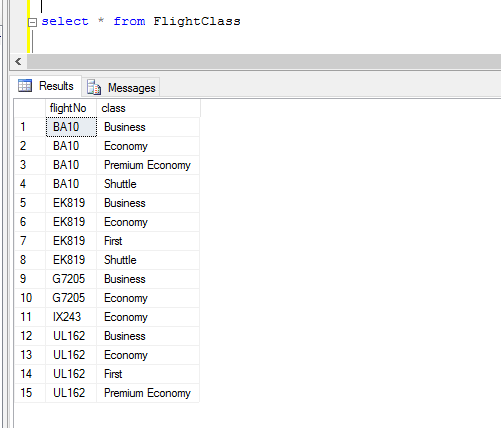 select * from FlightClass
Results Messages
flightNo class
1 BA10 Business
2 BA10 Economy
3 BA10 Premium Economy
4 BA10 Shuttle
5 EK819 Business
6 EK819 Economy
7 EK819 First
8 EK819 Shuttle
9 G7205 Business
10 G7205 Economy
11 IX243 Economy
12 UL162 Business
13 UL162 Economy
14 UL162 First
15 UL162 Premium Economy